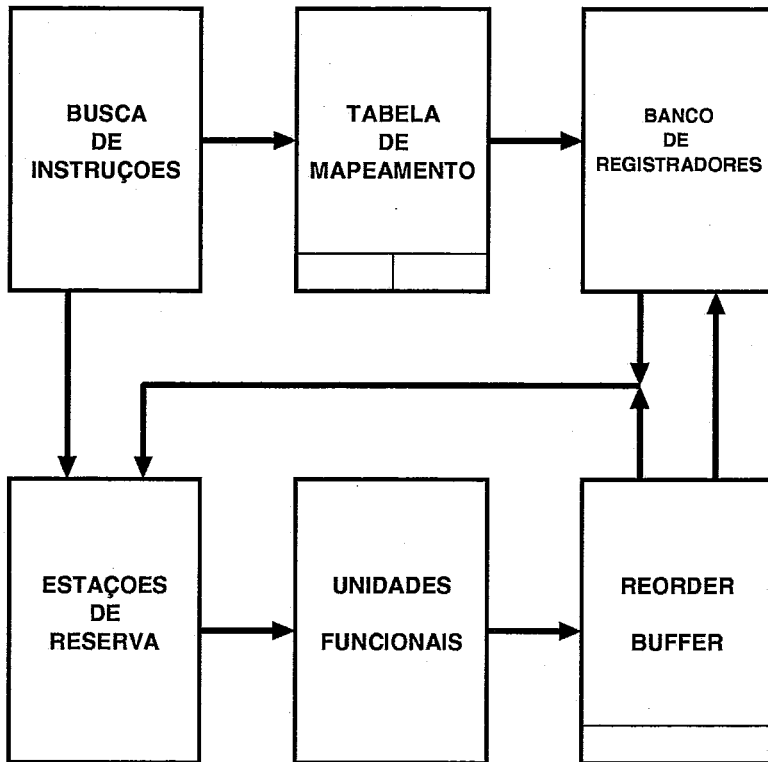 BUSCA
DE
INSTRUÇOES
TABELA
DE
MAPEAMENTO
BANCO
DE
REGISTRADORES
ESTAÇOES
DE
RESERVA
UNIDADES
FUNCIONAIS
REORDER
BUFFER